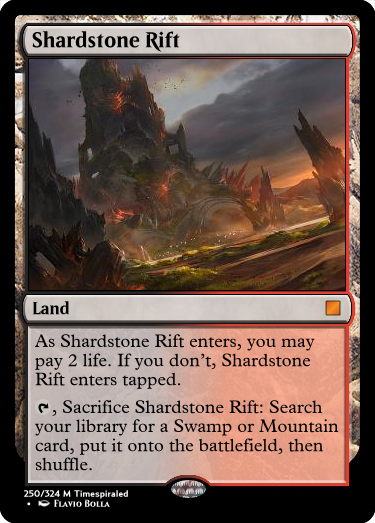 Shardstone Rift
Land
As Shardstone Rift enters, you may
pay 2 life. If you don't, Shardstone
Rift enters tapped.
, Sacrifice Shardstone Rift: Search
your library for a Swamp or Mountain
card, put it onto the battlefield, then
shuffle.
250/324 M Timespiraled
• Flavio Bolla